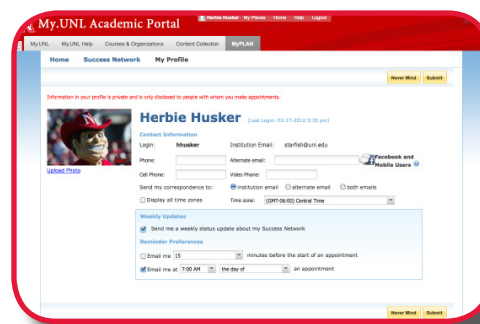 My.UNL Academic Portal
Herbie Husker My Places Home Help Logout
My.UNL My.UNL Help Courses & Organizations Content Collection MyPLAN
Home Success Network My Profile
Never Mind Submit
Information in your profile is private and is only disclosed to people with whom you make appointments.
Herbie Husker [Last Login: 02-17-2012 3:35 pm]
Contact Information
Login: hhusker Institution Email: starfish@unl.edu
Phone: Alternate email: Facebook and
Mobile Users
Upload Photo
Cell Phone: Video Phone:
Send my correspondence to: institution email alternate email both emails
Display all time zones Time zone: (GMT-06:00) Central Time
Weekly Updates
Send me a weekly status update about my Success Network
Reminder Preferences
Email me 15 minutes before the start of an appointment
Email me at 7:00 AM the day of an appointment
Never Mind Submit